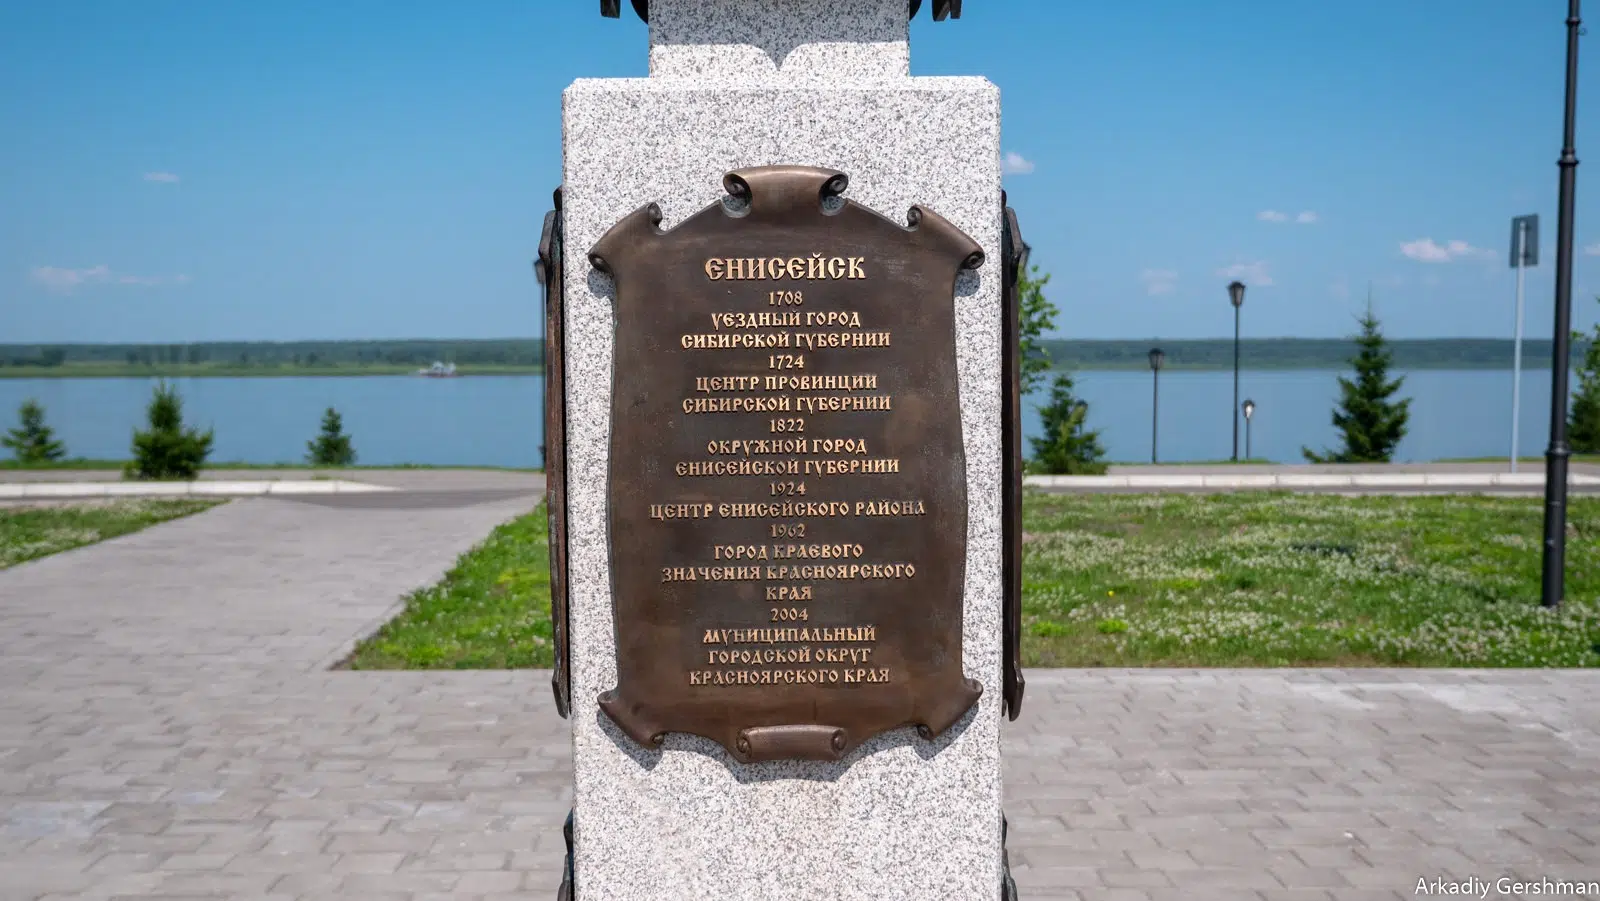 ЕНИСЕЙСК
1708
УЕЗДНЫЙ ГОРОД
СИБИРСКОЙ ГУБЕРНИИ
1724
ЦЕНТР ПРОВИНЦИИ
СИБИРСКОЙ ГУБЕРНИИ
1822
ОКРУЖНОЙ ГОРОД
ЕНИСЕЙСКОЙ ГУБЕРНИИ
1924
ЦЕНТР ЕНИСЕЙСКОГО РАЙОНА
1962
ГОРОД КРАЕВОГО
ЗНАЧЕНИЯ КРАСНОЯРСКОГО
КРАЯ
2004
МУНИЦИПАЛЬНЫЙ
ГОРОДСКОЙ ОКРУГ
КРАСНОЯРСКОГО КРАЯ
Arkadiy Gershman